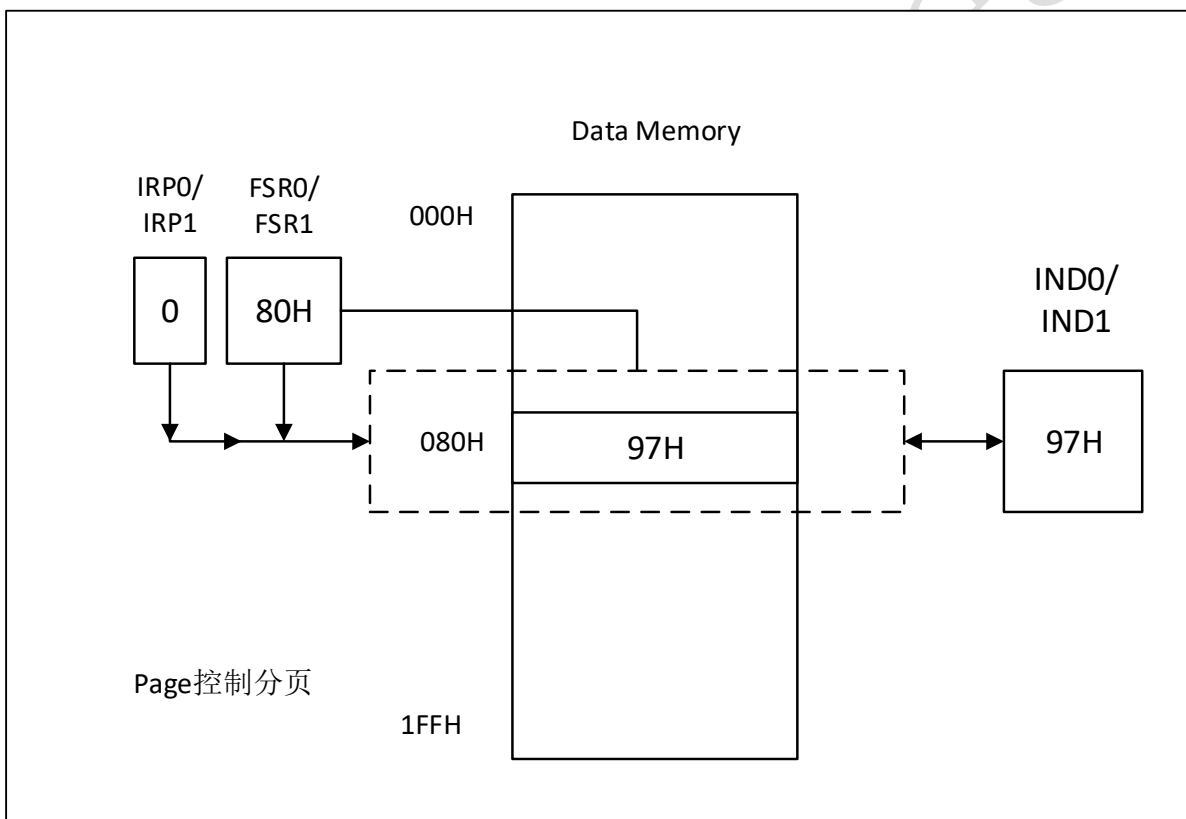 Data Memory
IRP0/
IRP1
FSR0/
FSR1
000H
IND0/
IND1
0
80H
080H
97H
97H
Page控制分页
1FFH